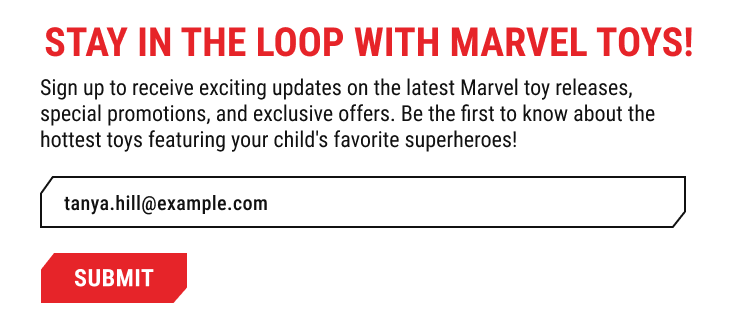 STAY IN THE LOOP WITH MARVEL TOYS!
Sign up to receive exciting updates on the latest Marvel toy releases,
special promotions, and exclusive offers. Be the first to know about the
hottest toys featuring your child's favorite superheroes!
tanya.hill@example.com
SUBMIT